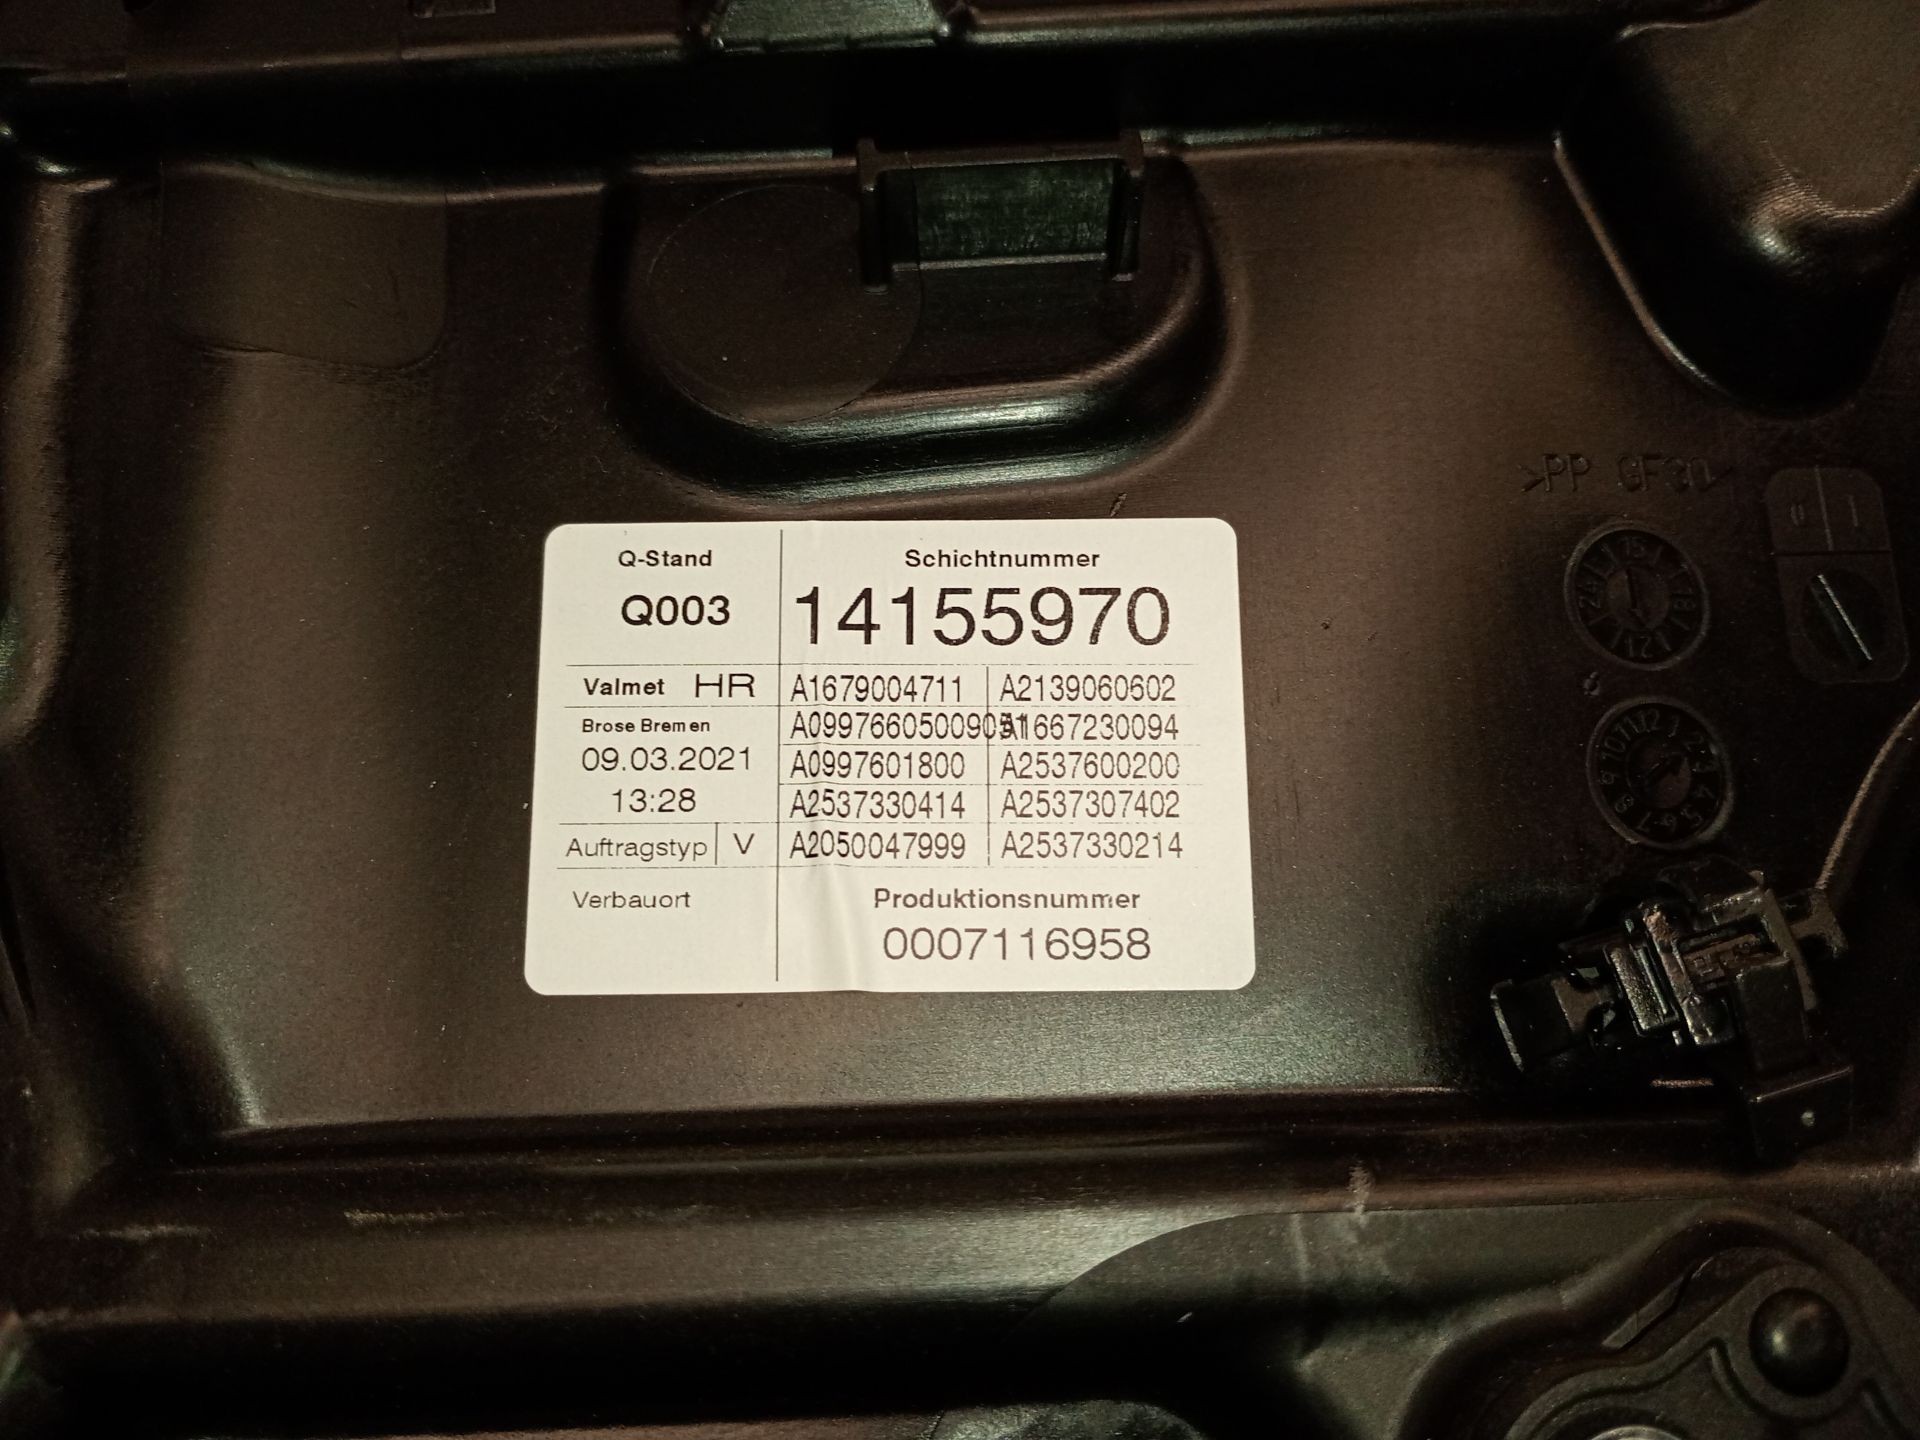 >PP GF30<
Q-Stand
Q003
Schichtnummer
14155970
Valmet HR
Brose Bremen
09.03.2021
13:28
Auftragstyp V
Verbauort
A1679004711 A2139060602
A1667230094
A0997601800 A2537600200
A2537330414 A2537307402
A2050047999 A2537330214
Produktionsnummer
0007116958